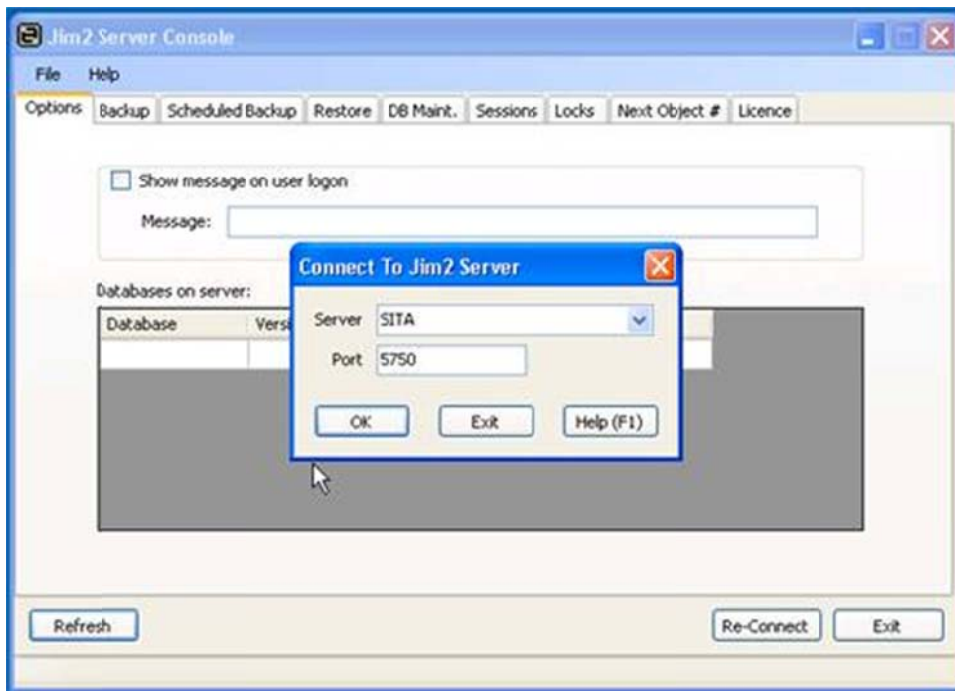 Jim2 Server Console
File Help
Options Backup Scheduled Backup Restore DB Maint. Sessions Locks Next Object # Licence
Show message on user logon
Message:
Connect To Jim2 Server
Databases on server:
Database Versi
Server SITA
Port 5750
OK Exit Help (F1)
Refresh Re-Connect Exit